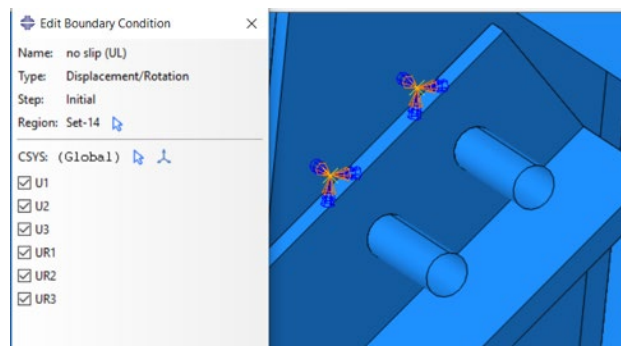 Edit Boundary Condition
Name: no slip (UL)
Type: Displacement/Rotation
Step: Initial
Region: Set-14
CSYS: (Global)
U1
U2
U3
UR1
UR2
UR3